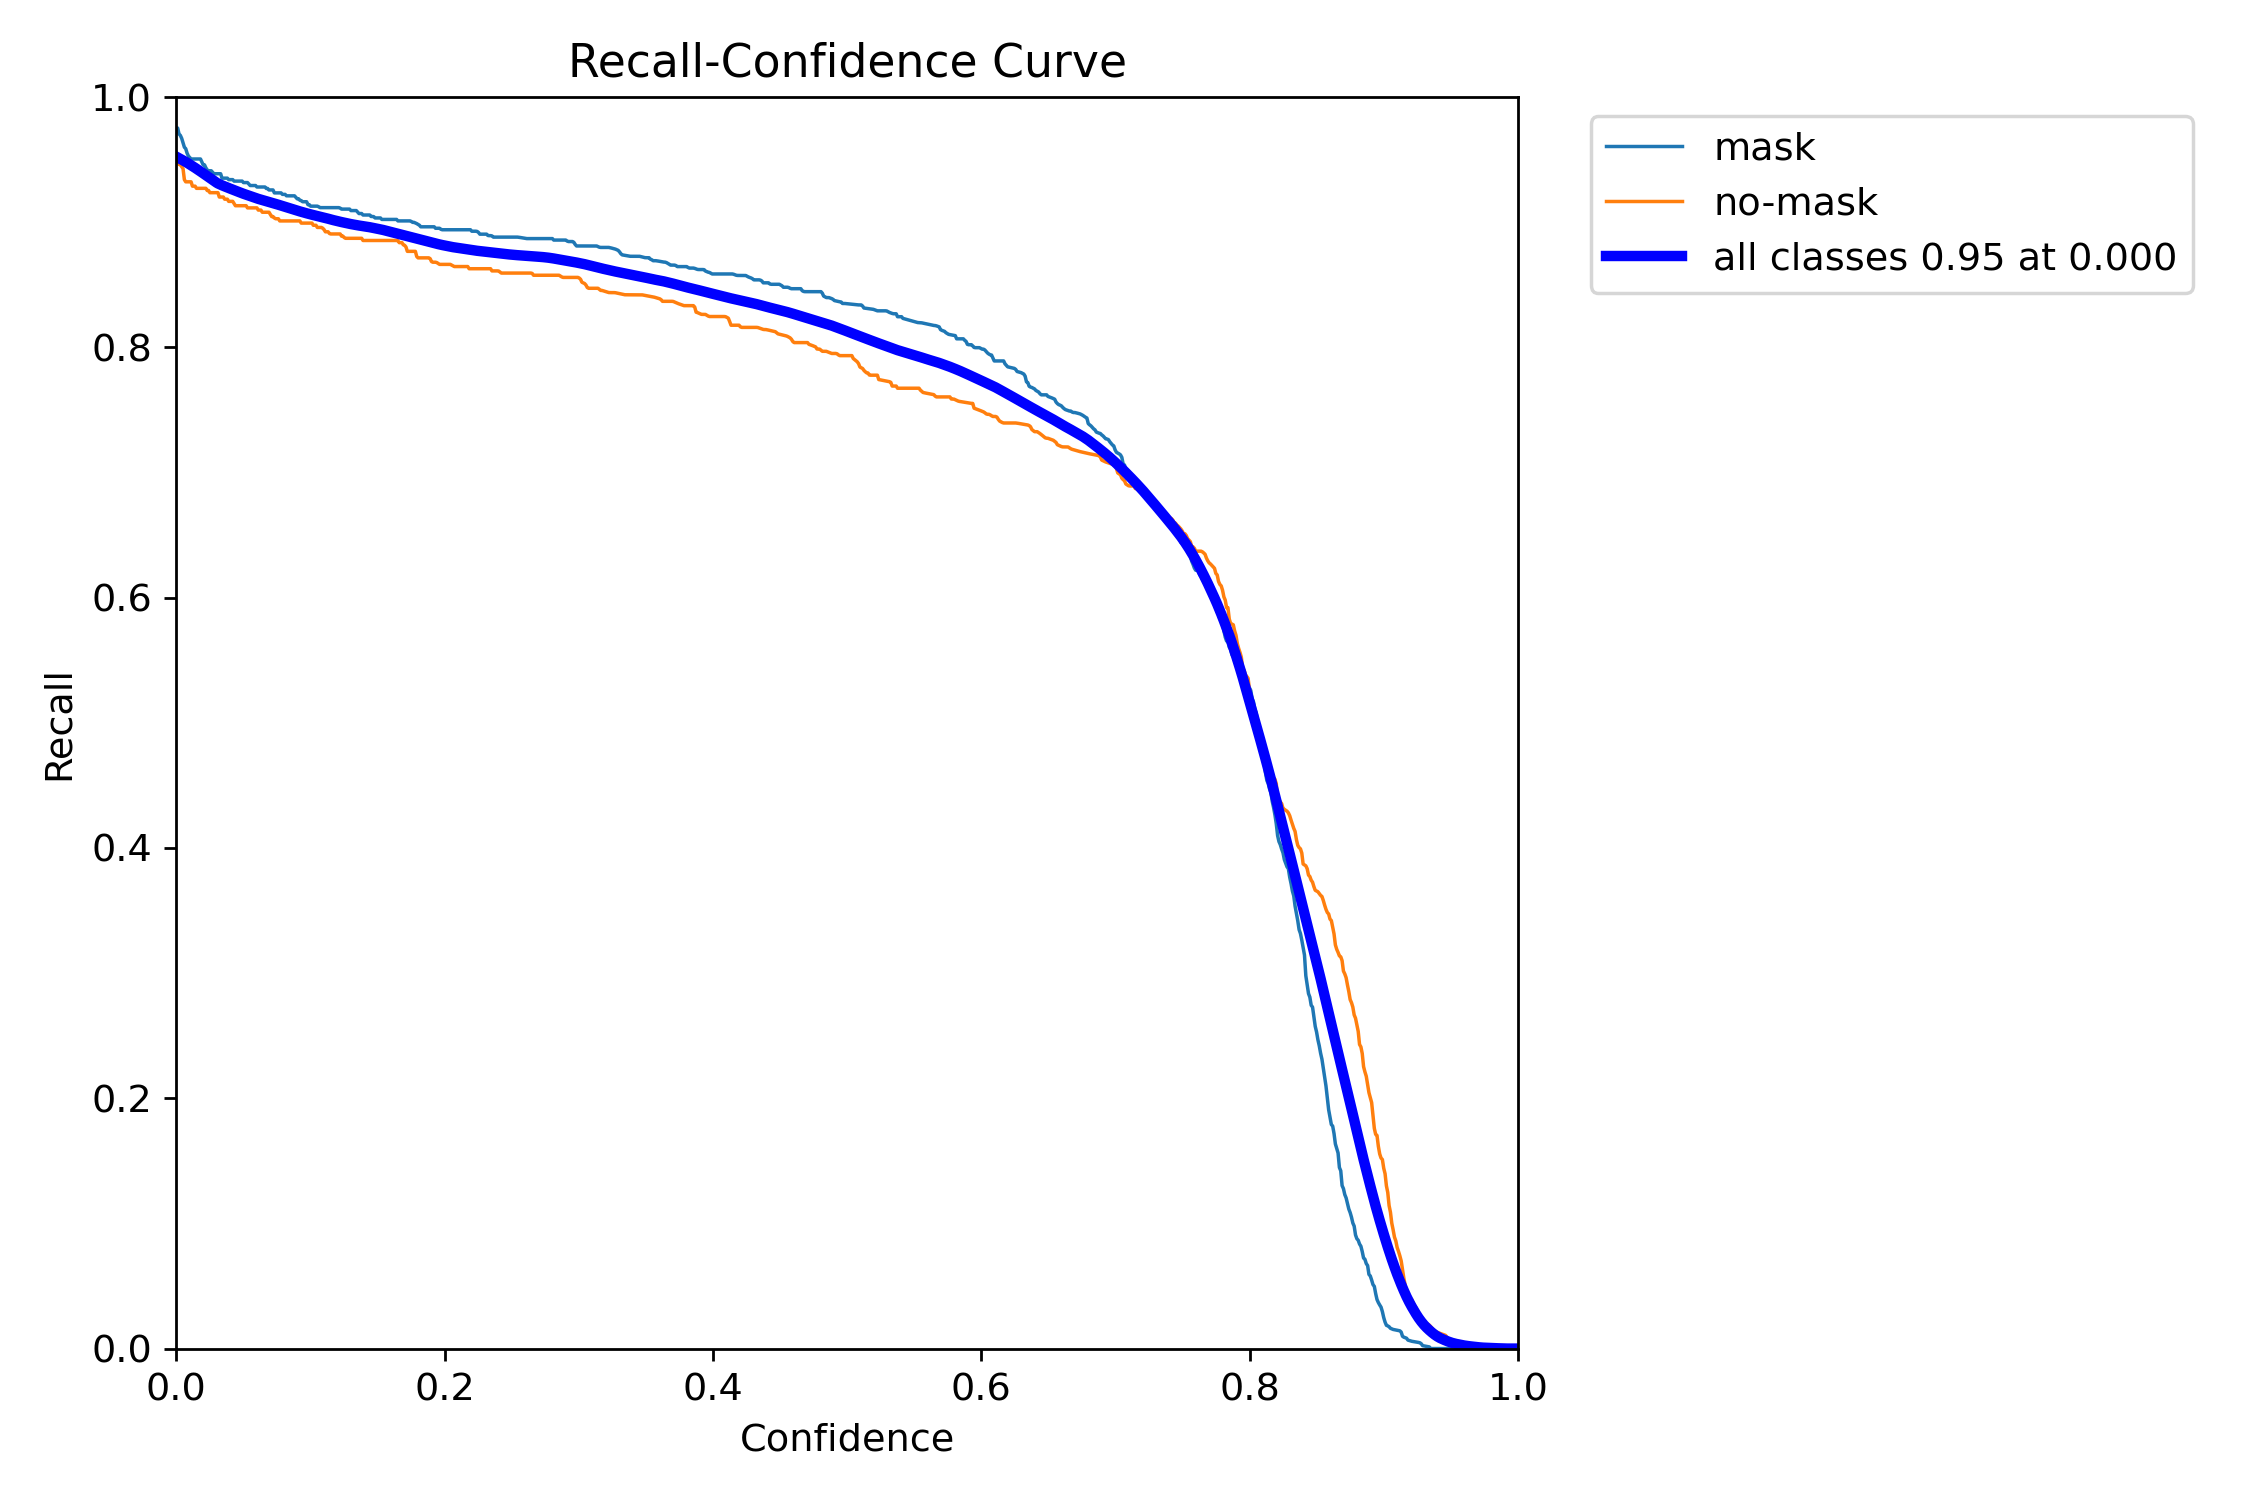 Recall-Confidence Curve
1.0
0.8
0.6
0.4
0.2
0.0
Recall
0.0 0.2 0.4 0.6 0.8 1.0
Confidence
mask
no-mask
all classes 0.95 at 0.000